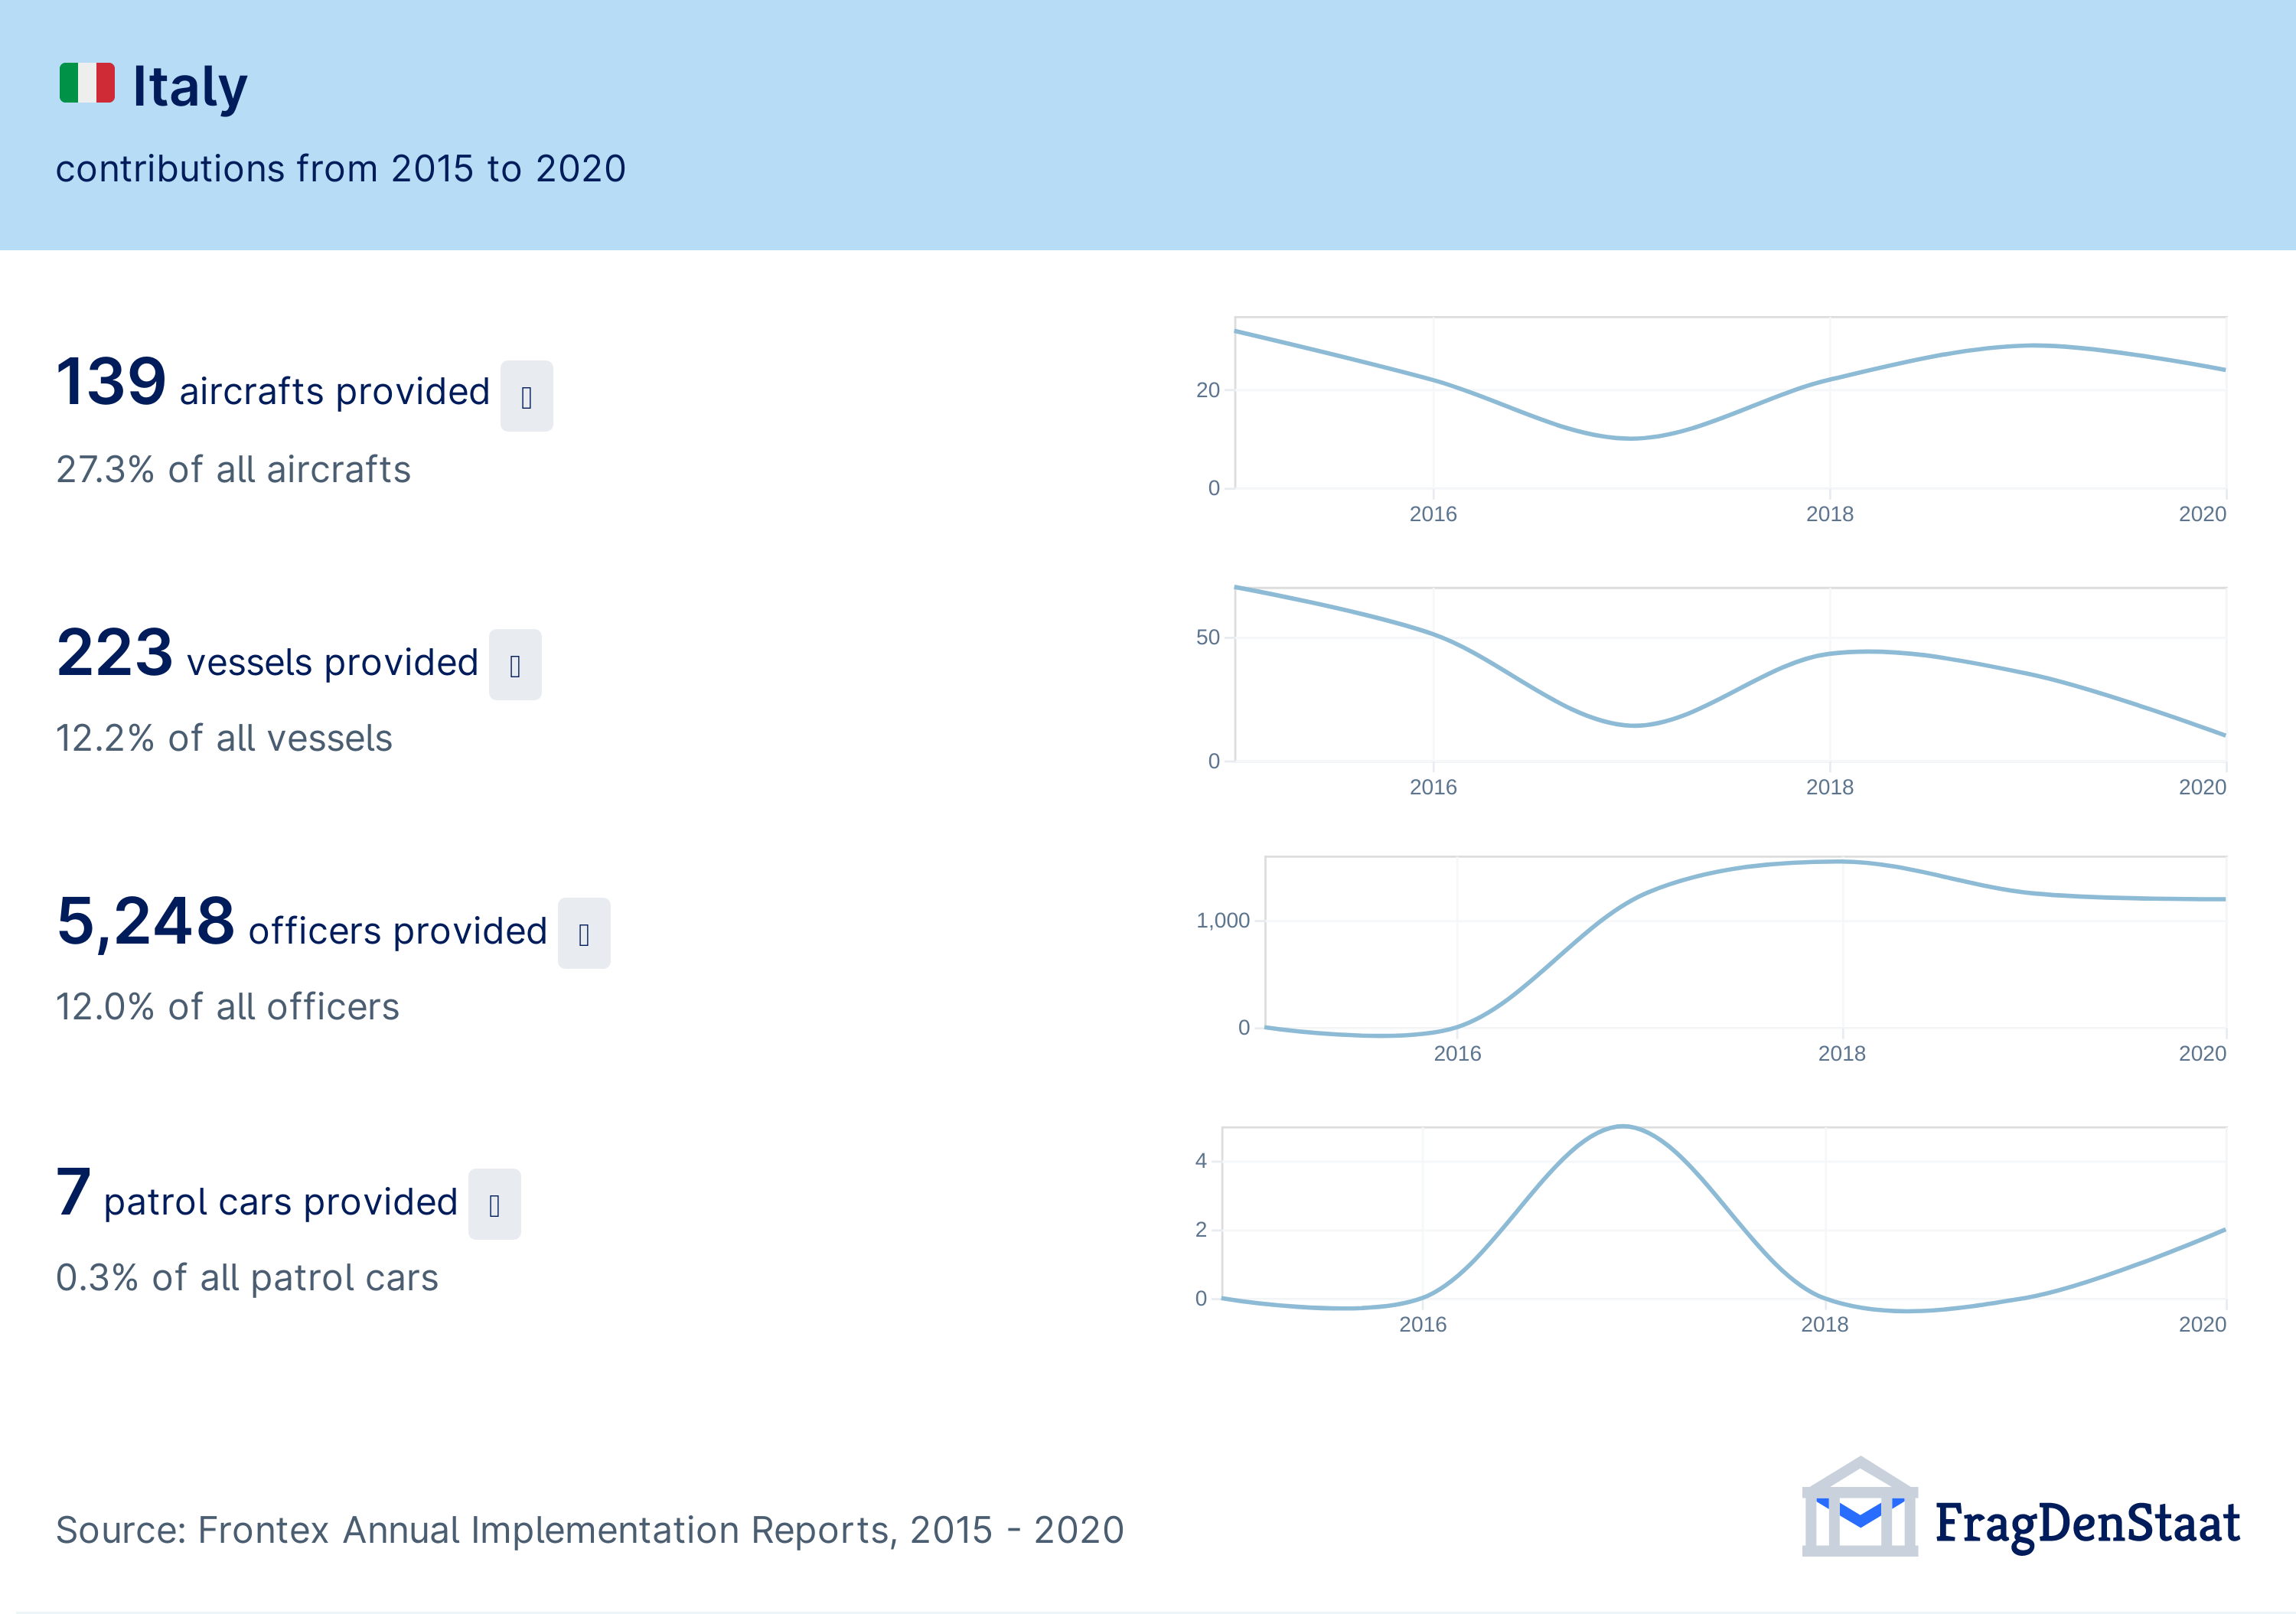 Italy
contributions from 2015 to 2020
139 aircrafts provided
27.3% of all aircrafts
20
0
2016 2018 2020
223 vessels provided
12.2% of all vessels
50
0
2016 2018 2020
5,248 officers provided
12.0% of all officers
1,000
0
2016 2018 2020
7 patrol cars provided
0.3% of all patrol cars
4
2
0
2016 2018 2020
Source: Frontex Annual Implementation Reports, 2015 - 2020
FragDenStaat